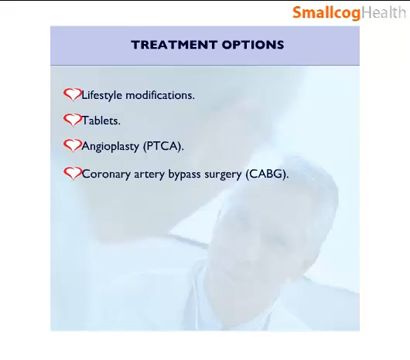 SmallcogHealth
TREATMENT OPTIONS
Lifestyle modifications.
Tablets.
Angioplasty (PTCA).
Coronary artery bypass surgery (CABG).